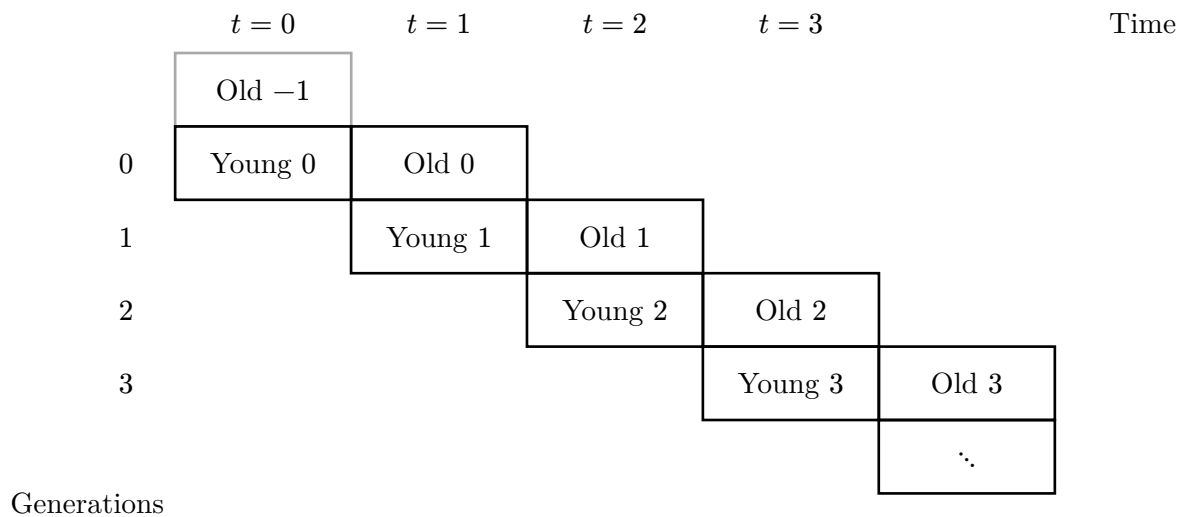 t = 0 t = 1 t = 2 t = 3 Time
Old −1
0 Young 0 Old 0
1 Young 1 Old 1
2 Young 2 Old 2
3 Young 3 Old 3
⋱
Generations